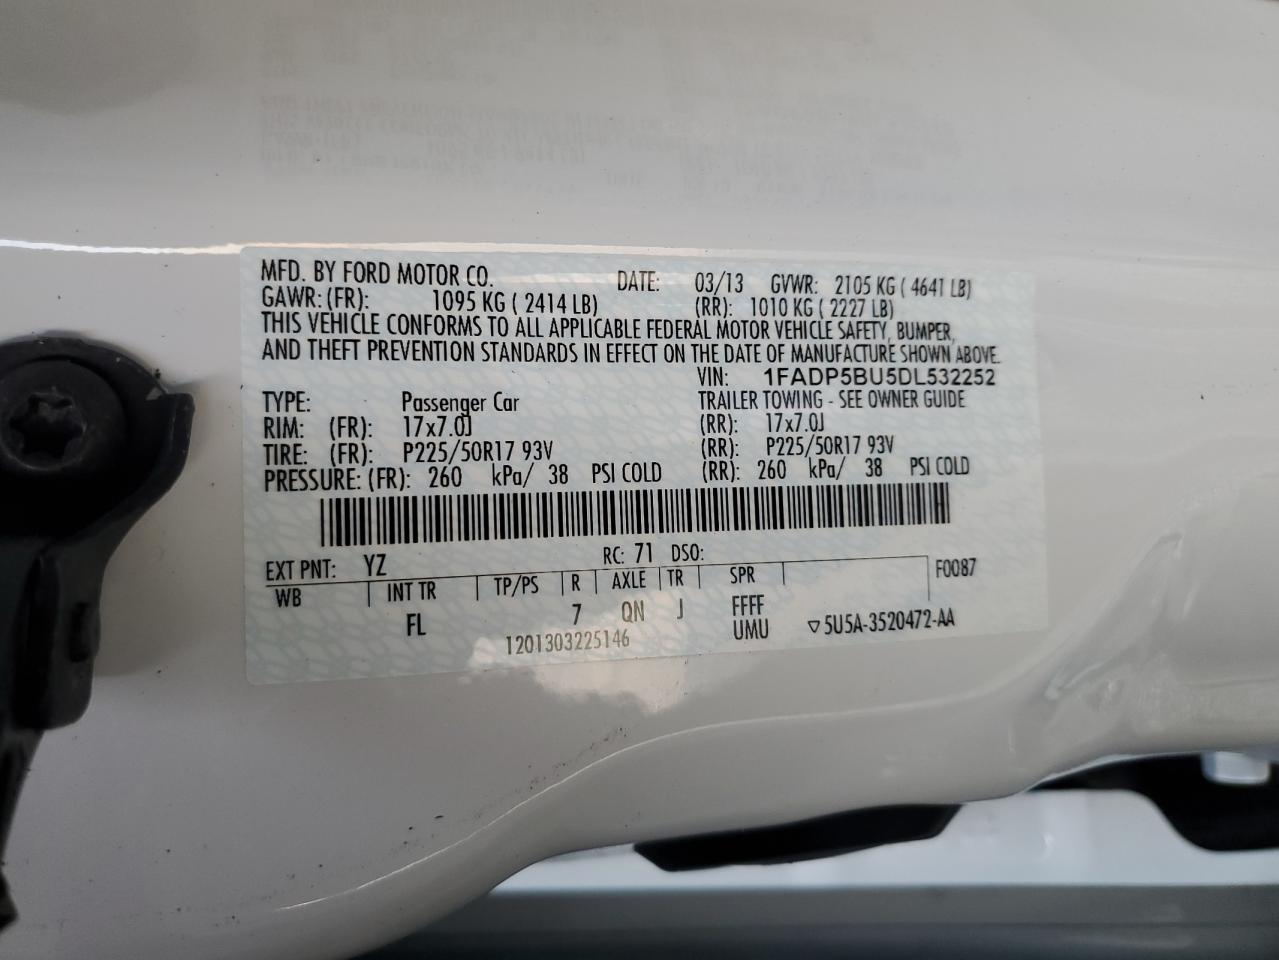 MFD. BY FORD MOTOR CO. DATE: 03/13 GVWR: 2105 KG ( 4641 LB)
GAWR: (FR): 1095 KG ( 2414 LB) (RR): 1010 KG ( 2227 LB)
THIS VEHICLE CONFORMS TO ALL APPLICABLE FEDERAL MOTOR VEHICLE SAFETY, BUMPER,
AND THEFT PREVENTION STANDARDS IN EFFECT ON THE DATE OF MANUFACTURE SHOWN ABOVE.
VIN: 1FADP5BU5DL532252
TYPE: Passenger Car TRAILER TOWING - SEE OWNER GUIDE
RIM: (FR): 17x7.0J (RR): 17x7.0J
TIRE: (FR): P225/50R17 93V (RR): P225/50R17 93V
PRESSURE: (FR): 260 kPa/ 38 PSI COLD (RR): 260 kPa/ 38 PSI COLD
EXT PNT: YZ RC: 71 DSO: F0087
WB INT TR TP/PS R AXLE TR SPR
FL 7 QN J FFFF
UMU ▽5U5A-3520472-AA
1201303225146